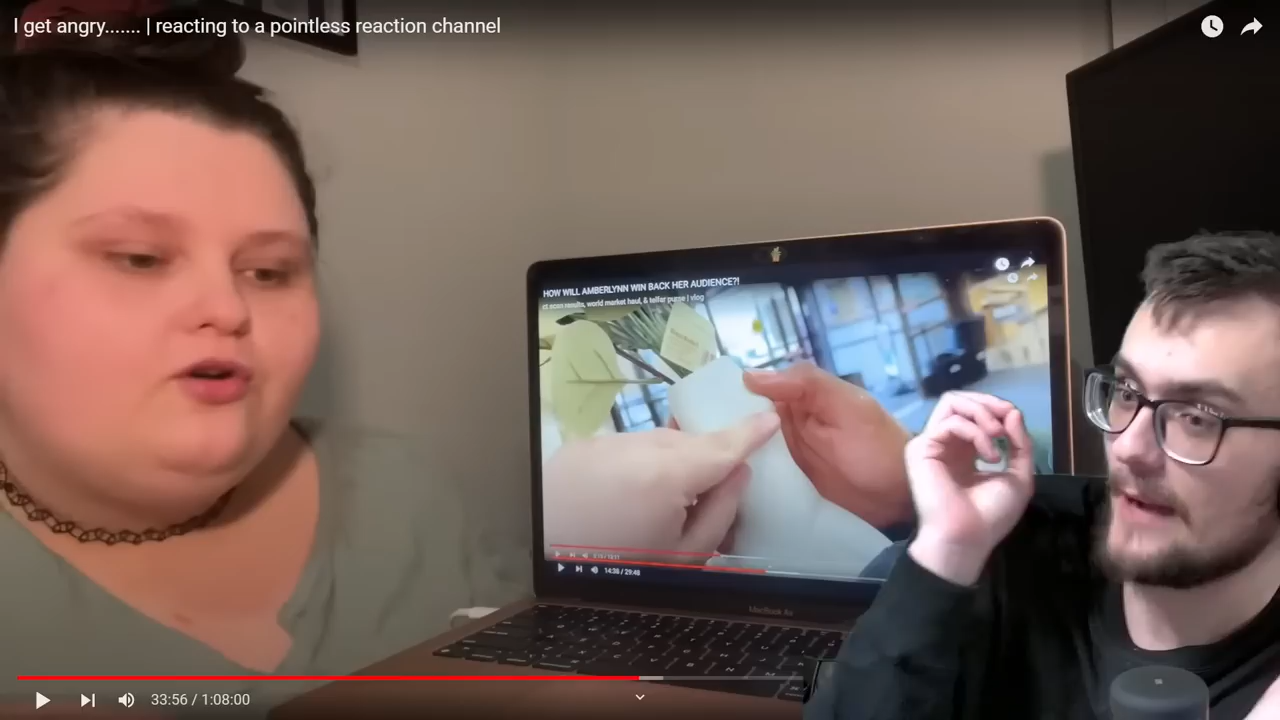 I get angry....... | reacting to a pointless reaction channel
HOW WILL AMBERLYNN WIN BACK HER AUDIENCE?!
ct scan results, world market haul, & telfar purse | vlog
14:38 / 29:48
MacBook Air
33:56 / 1:08:00